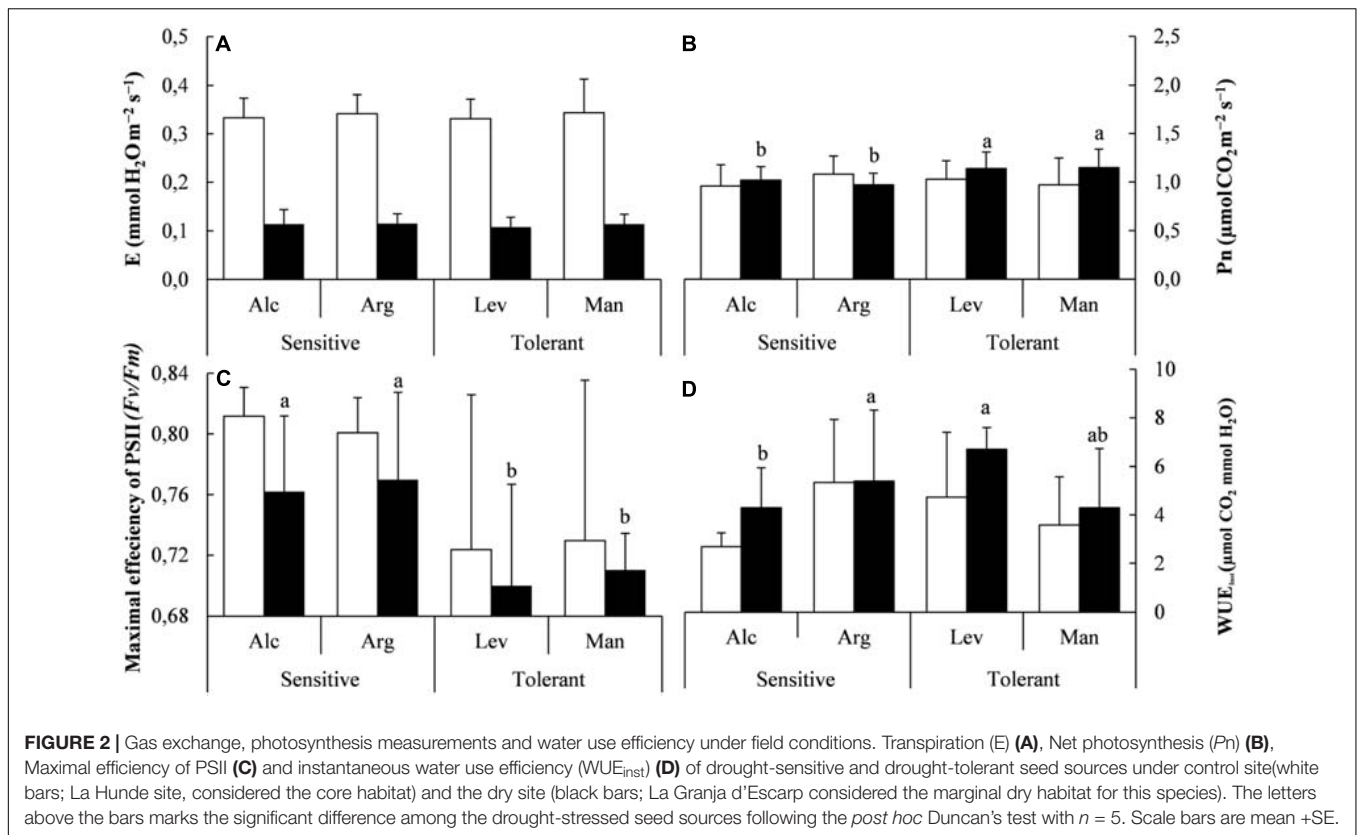 A
B
E (mmol H₂O m⁻² s⁻¹)
0,5
0,4
0,3
0,2
0,1
0,0
Alc Arg Lev Man
Sensitive Tolerant
b b a a
2,5
2,0
1,5
1,0
0,5
0,0
Pn (µmol CO₂ m⁻² s⁻¹)
Alc Arg Lev Man
Sensitive Tolerant
C
D
Maximal effeciency of PSII (Fv/Fm)
0,84
0,80
0,76
0,72
0,68
a a b b
Alc Arg Lev Man
Sensitive Tolerant
b a a ab
10
8
6
4
2
0
WUEinst (µmol CO₂ mmol H₂O)
Alc Arg Lev Man
Sensitive Tolerant
FIGURE 2 | Gas exchange, photosynthesis measurements and water use efficiency under field conditions. Transpiration (E) (A), Net photosynthesis (Pn) (B),
Maximal efficiency of PSII (C) and instantaneous water use efficiency (WUEinst) (D) of drought-sensitive and drought-tolerant seed sources under control site(white
bars; La Hunde site, considered the core habitat) and the dry site (black bars; La Granja d’Escarp considered the marginal dry habitat for this species). The letters
above the bars marks the significant difference among the drought-stressed seed sources following the post hoc Duncan’s test with n = 5. Scale bars are mean +SE.